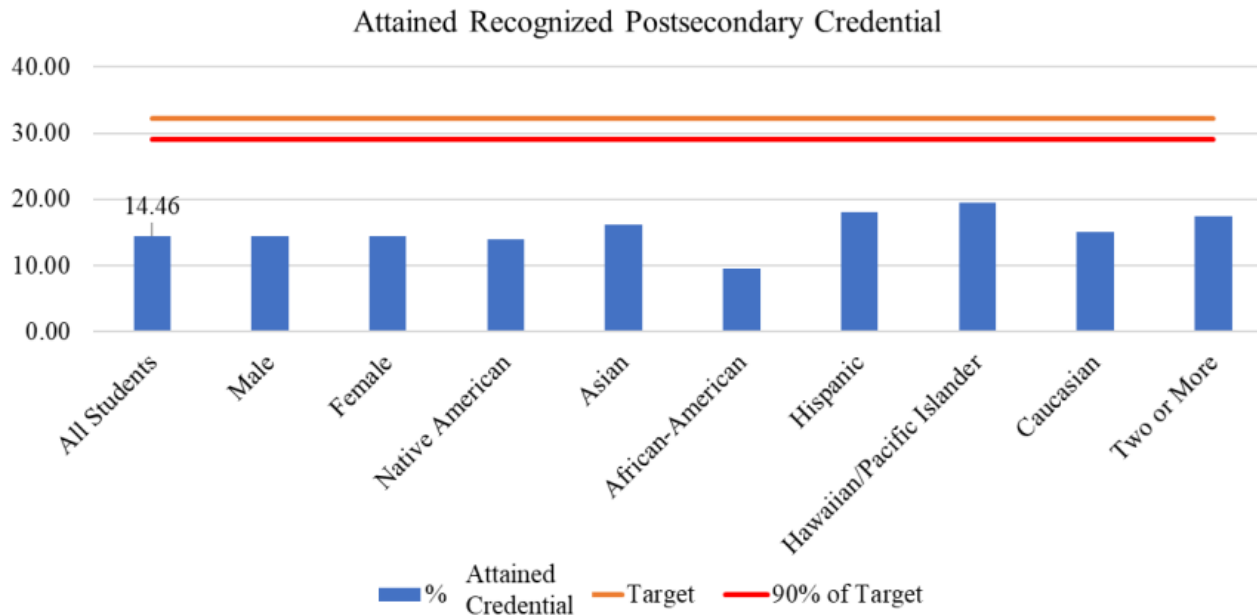 Attained Recognized Postsecondary Credential
40.00
30.00
20.00
10.00
0.00
14.46
All Students
Male
Female
Native American
Asian
African-American
Hispanic
Hawaiian/Pacific Islander
Caucasian
Two or More
% Attained
Credential
Target
90% of Target